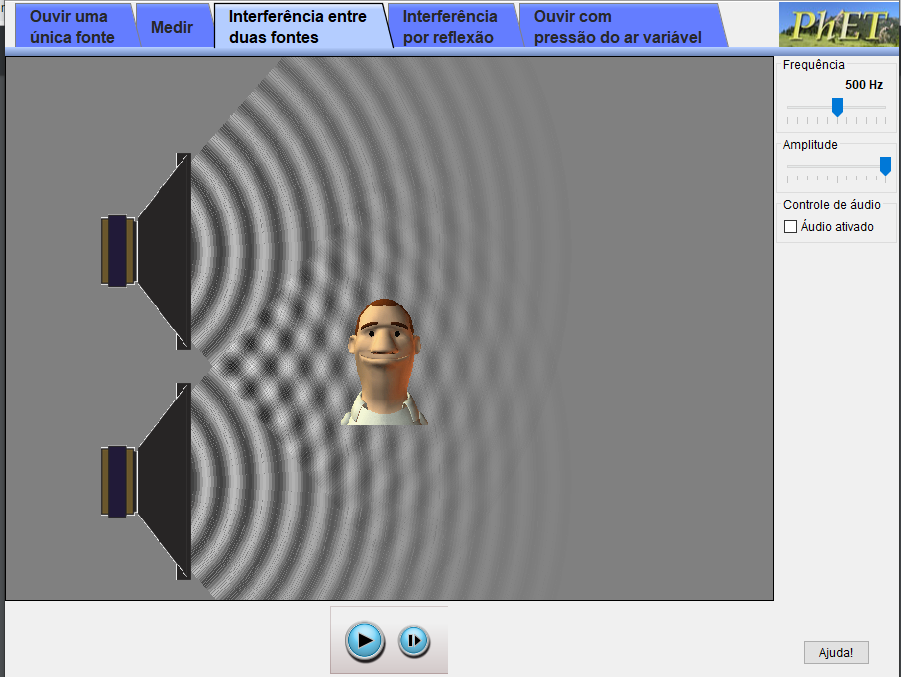 Ouvir uma
única fonte
Medir
Interferência entre
duas fontes
Interferência
por reflexão
Ouvir com
pressão do ar variável
PhET
Frequência
500 Hz
Amplitude
Controle de áudio
Áudio ativado
Ajuda!